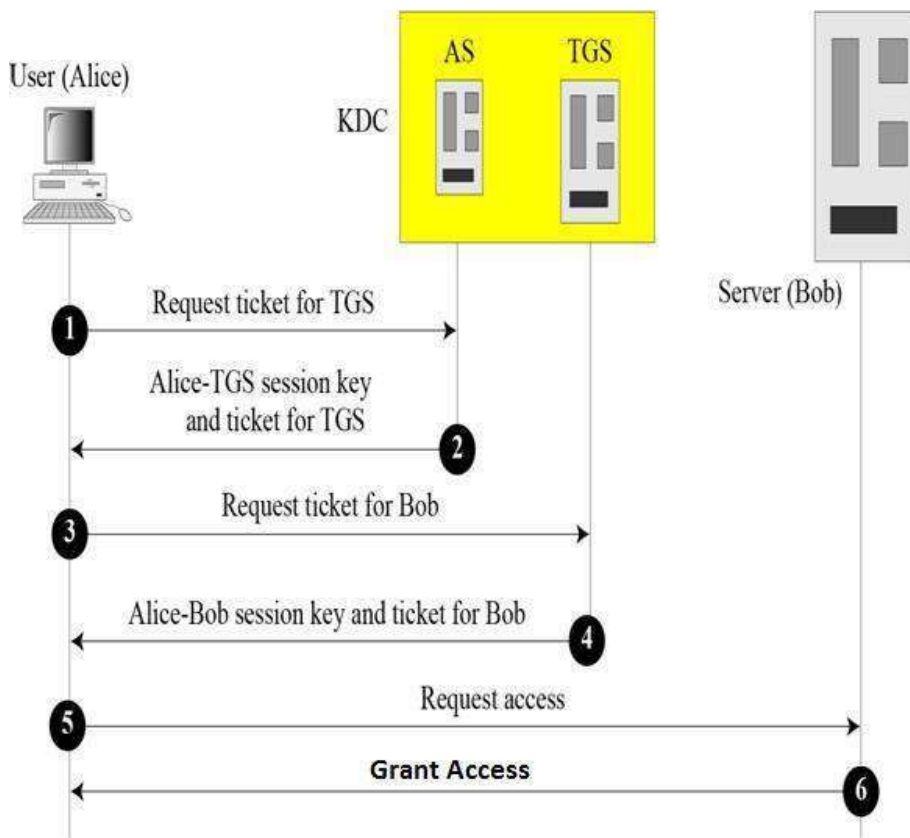 AS
TGS
User (Alice)
KDC
Server (Bob)
1
Request ticket for TGS
Alice-TGS session key
and ticket for TGS
2
3
Request ticket for Bob
Alice-Bob session key and ticket for Bob
4
5
Request access
Grant Access
6